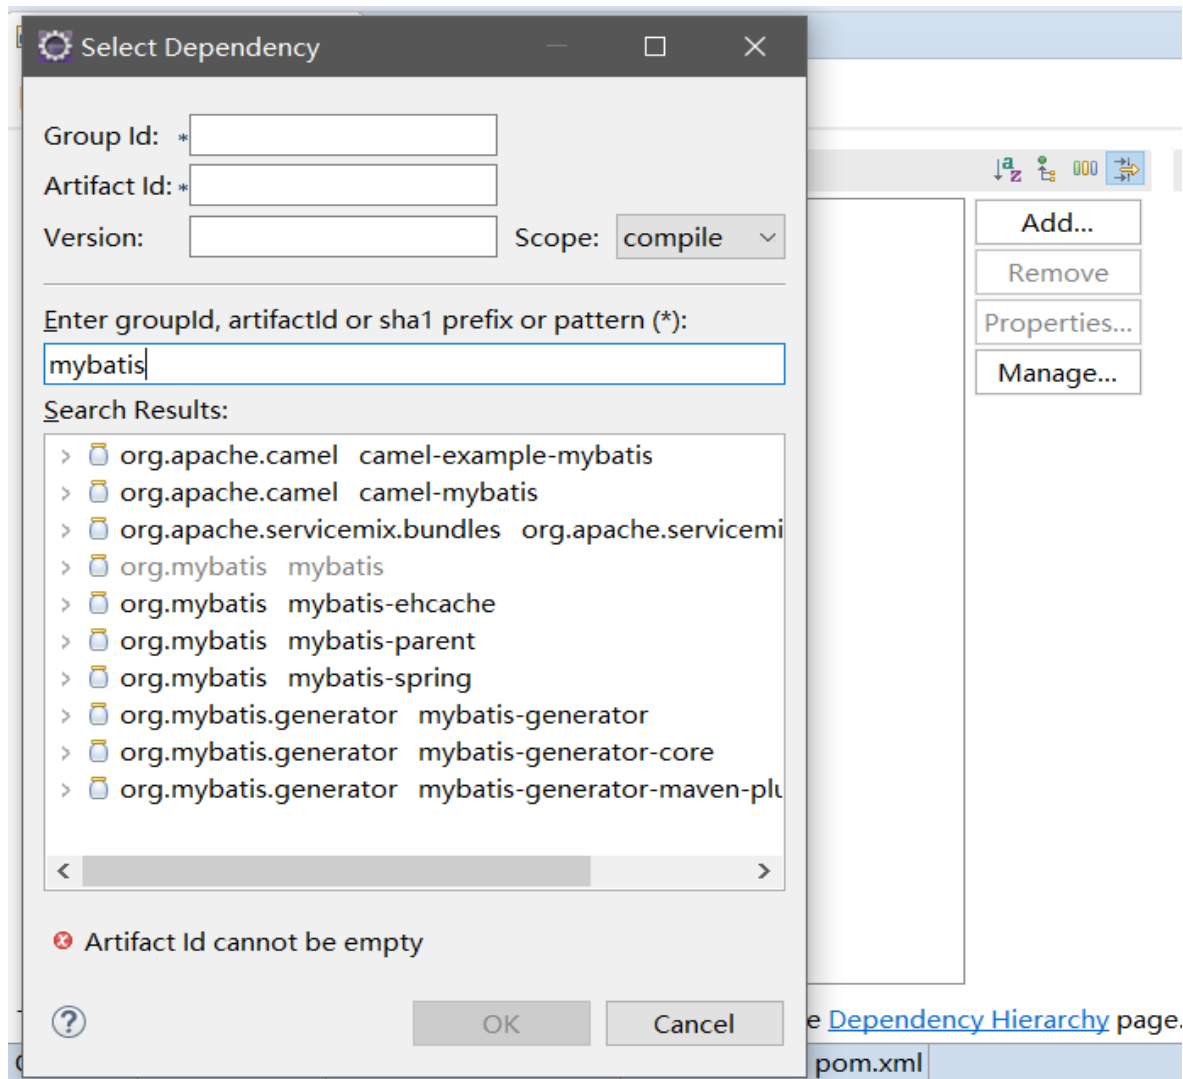 Select Dependency
Group Id: *
Artifact Id: *
Version: Scope: compile
Enter groupId, artifactId or sha1 prefix or pattern (*):
mybatis
Search Results:
org.apache.camel camel-example-mybatis
org.apache.camel camel-mybatis
org.apache.servicemix.bundles org.apache.servicemi
org.mybatis mybatis
org.mybatis mybatis-ehcache
org.mybatis mybatis-parent
org.mybatis mybatis-spring
org.mybatis.generator mybatis-generator
org.mybatis.generator mybatis-generator-core
org.mybatis.generator mybatis-generator-maven-plu
Artifact Id cannot be empty
OK Cancel
Add...
Remove
Properties...
Manage...
e Dependency Hierarchy page.
pom.xml